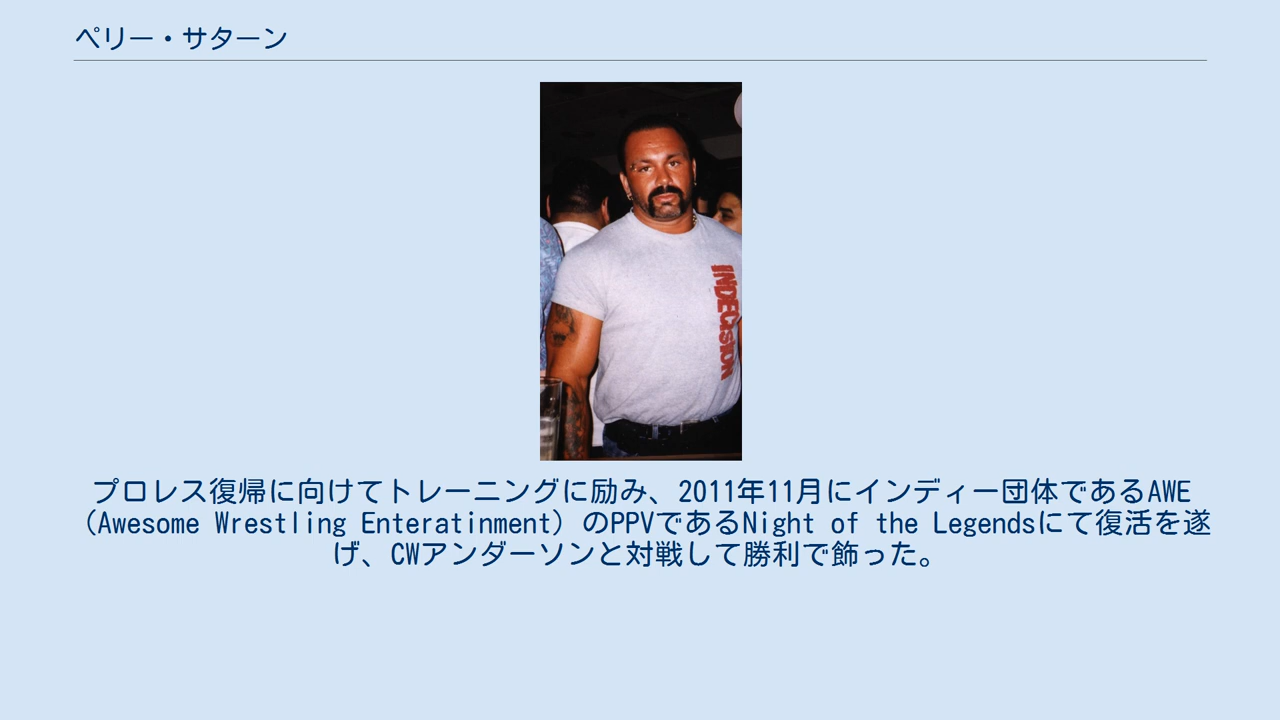 ペリー・サターン
INDECISION
プロレス復帰に向けてトレーニングに励み、2011年11月にインディー団体であるAWE
（Awesome Wrestling Enteratinment）のPPVであるNight of the Legendsにて復活を遂
げ、CWアンダーソンと対戦して勝利で飾った。